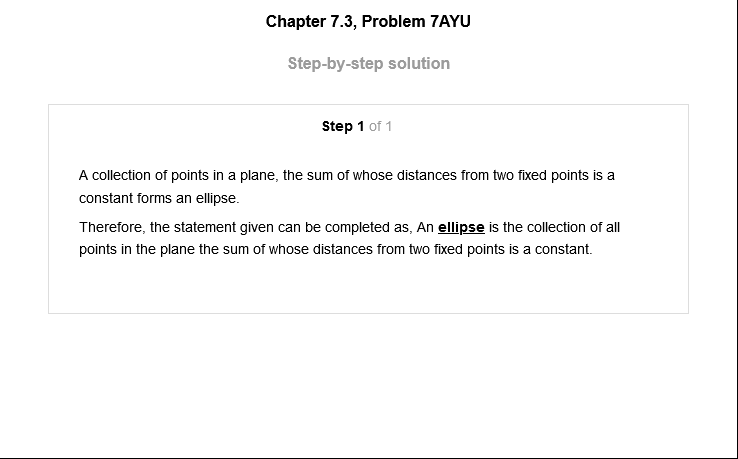 Chapter 7.3, Problem 7AYU
Step-by-step solution
Step 1 of 1
A collection of points in a plane, the sum of whose distances from two fixed points is a
constant forms an ellipse.
Therefore, the statement given can be completed as, An ellipse is the collection of all
points in the plane the sum of whose distances from two fixed points is a constant.